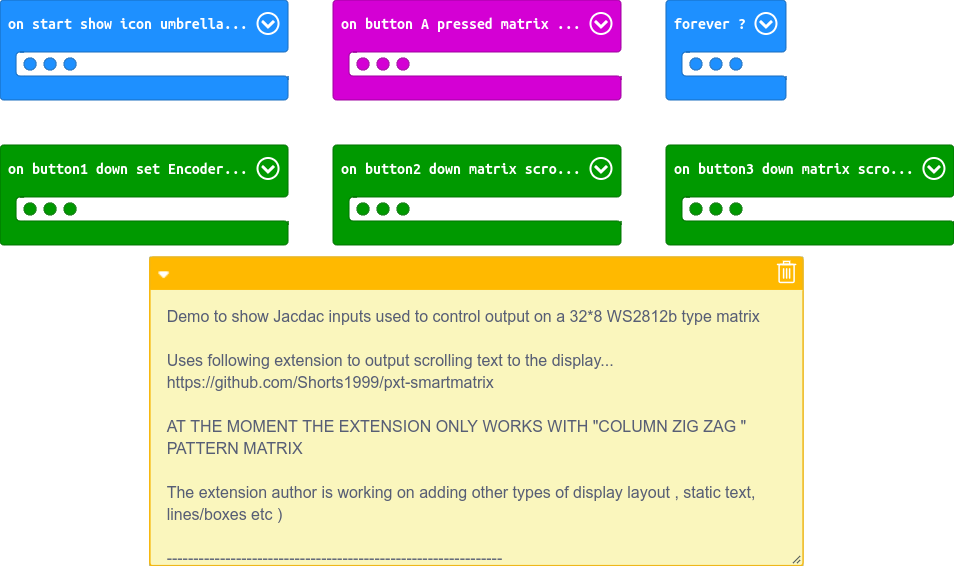 on start show icon umbrella...
on button A pressed matrix ...
forever ?
on button1 down set Encoder...
on button2 down matrix scro...
on button3 down matrix scro...
Demo to show Jacdac inputs used to control output on a 32*8 WS2812b type matrix
Uses following extension to output scrolling text to the display...
https://github.com/Shorts1999/pxt-smartmatrix
AT THE MOMENT THE EXTENSION ONLY WORKS WITH "COLUMN ZIG ZAG "
PATTERN MATRIX
The extension author is working on adding other types of display layout , static text,
lines/boxes etc )
---------------------------------------------------------------